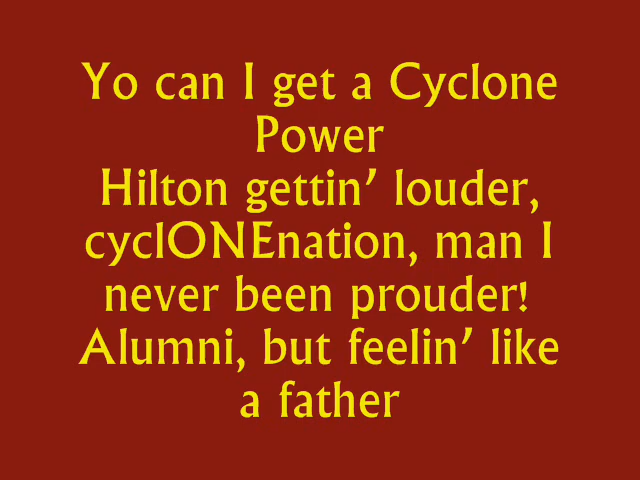 Yo can I get a Cyclone
Power
Hilton gettin’ louder,
cyclONEnation, man I
never been prouder!
Alumni, but feelin’ like
a father